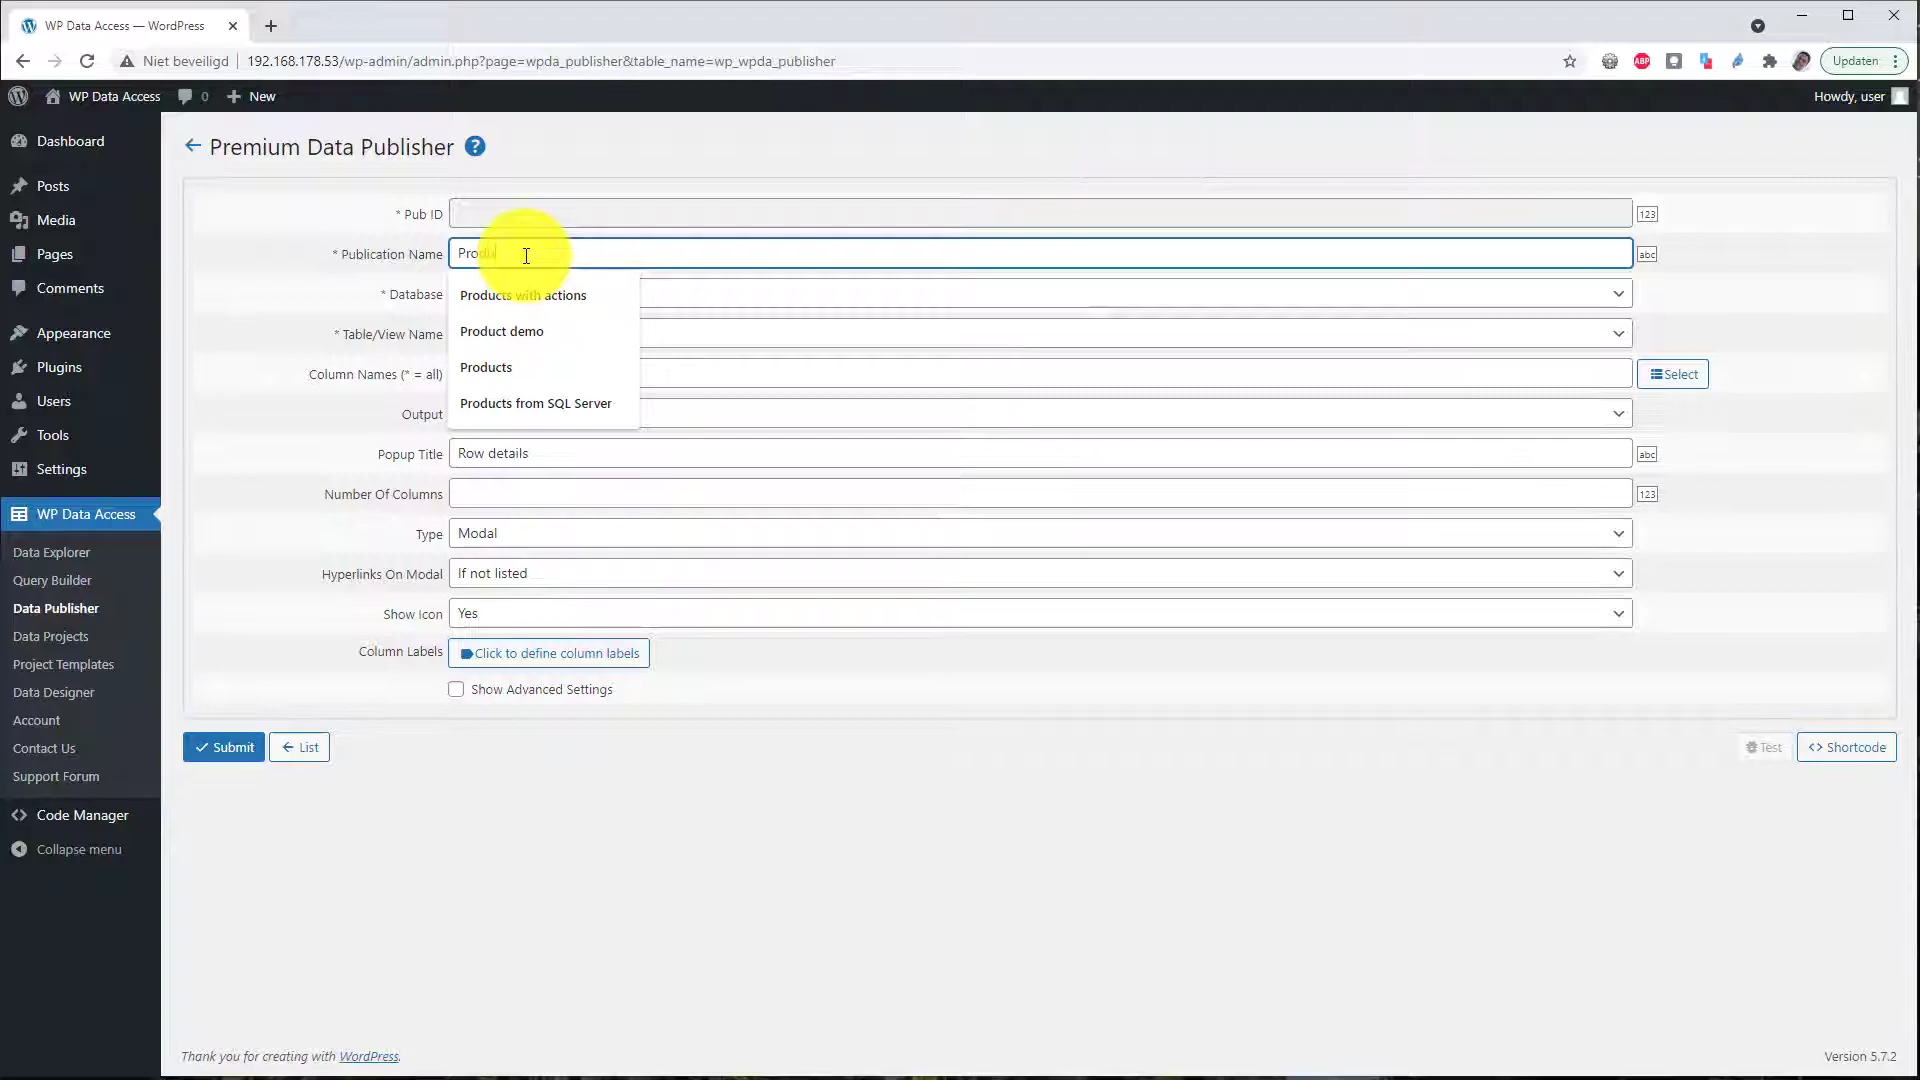 WP Data Access — WordPress
Niet beveiligd
192.168.178.53/wp-admin/admin.php?page=wpda_publisher&table_name=wp_wpda_publisher
ABP
Updaten
WP Data Access
0
New
Howdy, user
Dashboard
Posts
Media
Pages
Comments
Appearance
Plugins
Users
Tools
Settings
WP Data Access
Data Explorer
Query Builder
Data Publisher
Data Projects
Project Templates
Data Designer
Account
Contact Us
Support Forum
Code Manager
Collapse menu
Premium Data Publisher ?
* Pub ID
123
* Publication Name
Produ
abc
* Database
* Table/View Name
Column Names (* = all)
Select
Output
Products with actions
Product demo
Products
Products from SQL Server
Popup Title
Row details
abc
Number Of Columns
123
Type
Modal
Hyperlinks On Modal
If not listed
Show Icon
Yes
Column Labels
Click to define column labels
Show Advanced Settings
Submit
List
Test
Shortcode
Thank you for creating with WordPress.
Version 5.7.2